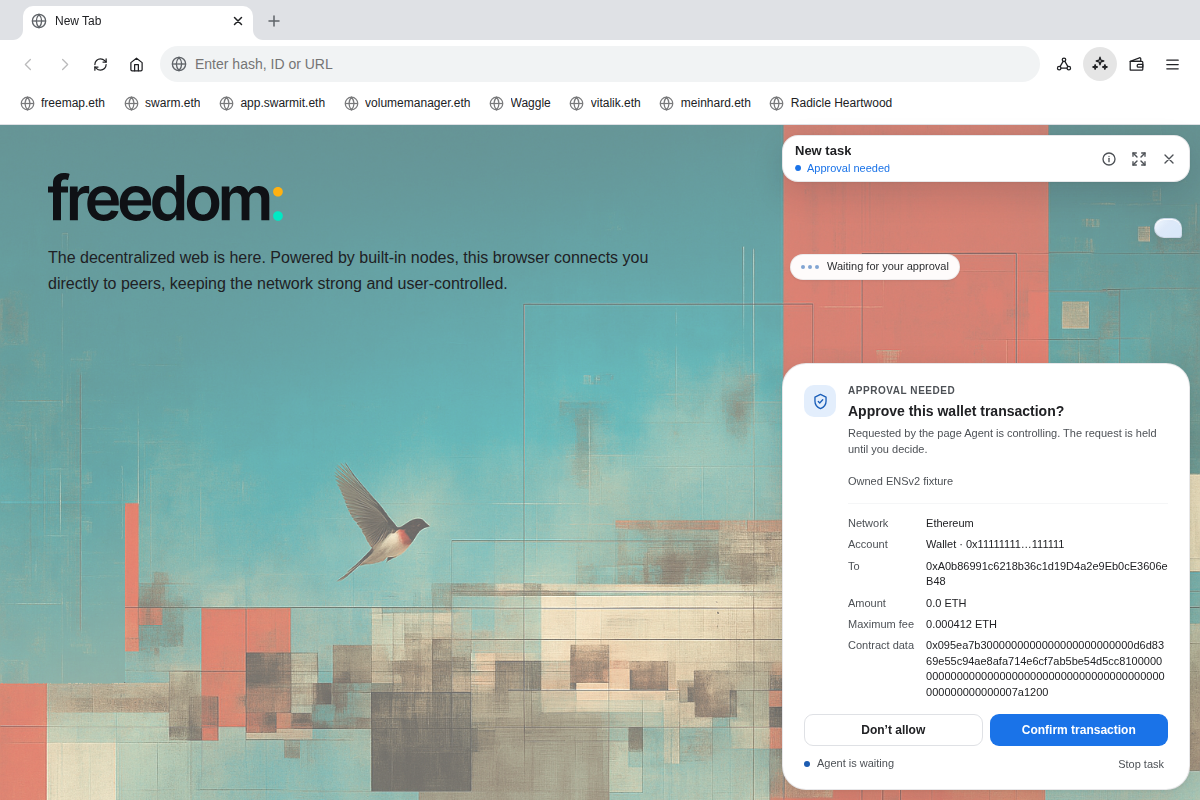 New Tab
Enter hash, ID or URL
freemap.eth swarm.eth app.swarmit.eth volumemanager.eth Waggle vitalik.eth meinhard.eth Radicle Heartwood
freedom:
The decentralized web is here. Powered by built-in nodes, this browser connects you
directly to peers, keeping the network strong and user-controlled.
New task
Approval needed
Waiting for your approval
APPROVAL NEEDED
Approve this wallet transaction?
Requested by the page Agent is controlling. The request is held
until you decide.
Owned ENSv2 fixture
Network Ethereum
Account Wallet · 0x11111111…111111
To 0xA0b86991c6218b36c1d19D4a2e9Eb0cE3606e
B48
Amount 0.0 ETH
Maximum fee 0.000412 ETH
Contract data 0x095ea7b3000000000000000000000000d6d83
69e55c94ae8afa714e6cf7ab5be54d5cc8100000
0000000000000000000000000000000000000000
000000000000007a1200
Don’t allow Confirm transaction
Agent is waiting Stop task